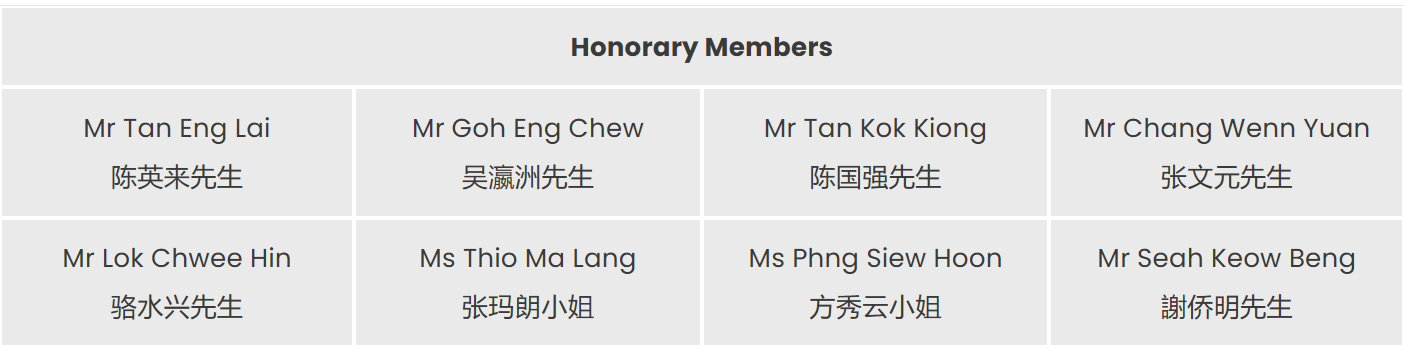 Honorary Members
Mr Tan Eng Lai
陈英来先生
Mr Goh Eng Chew
吴瀛洲先生
Mr Tan Kok Kiong
陈国强先生
Mr Chang Wenn Yuan
张文元先生
Mr Lok Chwee Hin
骆水兴先生
Ms Thio Ma Lang
张玛朗小姐
Ms Phng Siew Hoon
方秀云小姐
Mr Seah Keow Beng
謝侨明先生